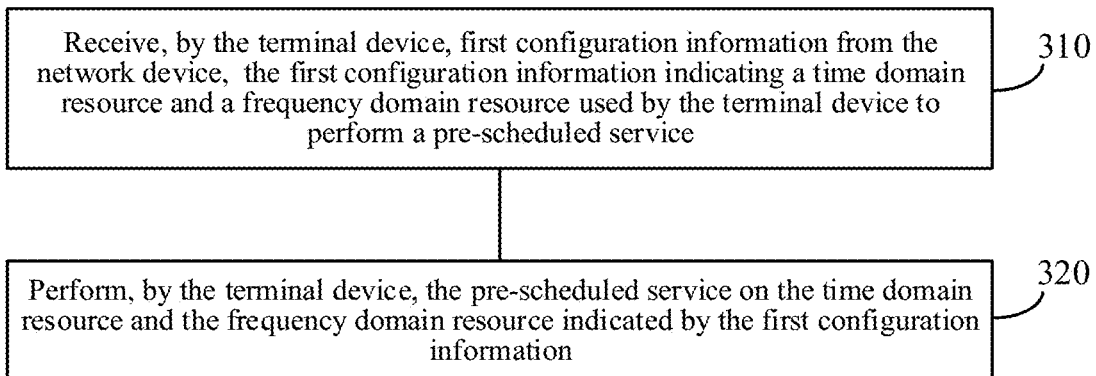 Receive, by the terminal device, first configuration information from the
network device, the first configuration information indicating a time domain
resource and a frequency domain resource used by the terminal device to
perform a pre-scheduled service
310
Perform, by the terminal device, the pre-scheduled service on the time domain
resource and the frequency domain resource indicated by the first configuration
information
320